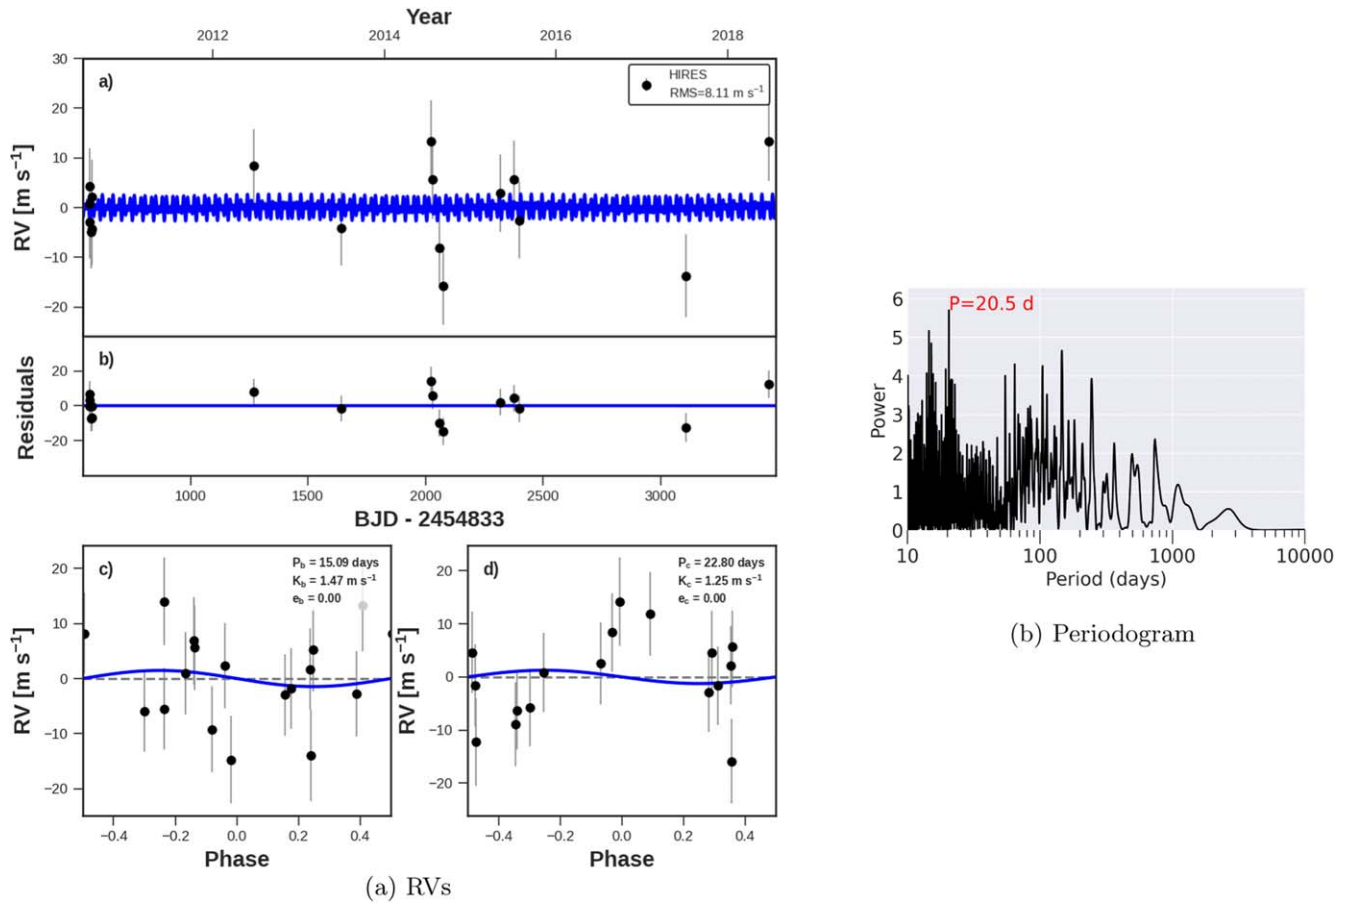 Year
2012 2014 2016 2018
a)
HIRES
RMS=8.11 m s⁻¹
30
20
10
0
−10
−20
RV [m s⁻¹]
b)
20
0
−20
Residuals
1000 1500 2000 2500 3000
BJD - 2454833
c)
P_b = 15.09 days
K_b = 1.47 m s⁻¹
e_b = 0.00
20
10
0
−10
−20
RV [m s⁻¹]
−0.4 −0.2 0.0 0.2 0.4
Phase
d)
P_c = 22.80 days
K_c = 1.25 m s⁻¹
e_c = 0.00
20
10
0
−10
−20
RV [m s⁻¹]
−0.4 −0.2 0.0 0.2 0.4
Phase
(a) RVs
P=20.5 d
6
5
4
3
2
1
0
Power
10 100 1000 10000
Period (days)
(b) Periodogram